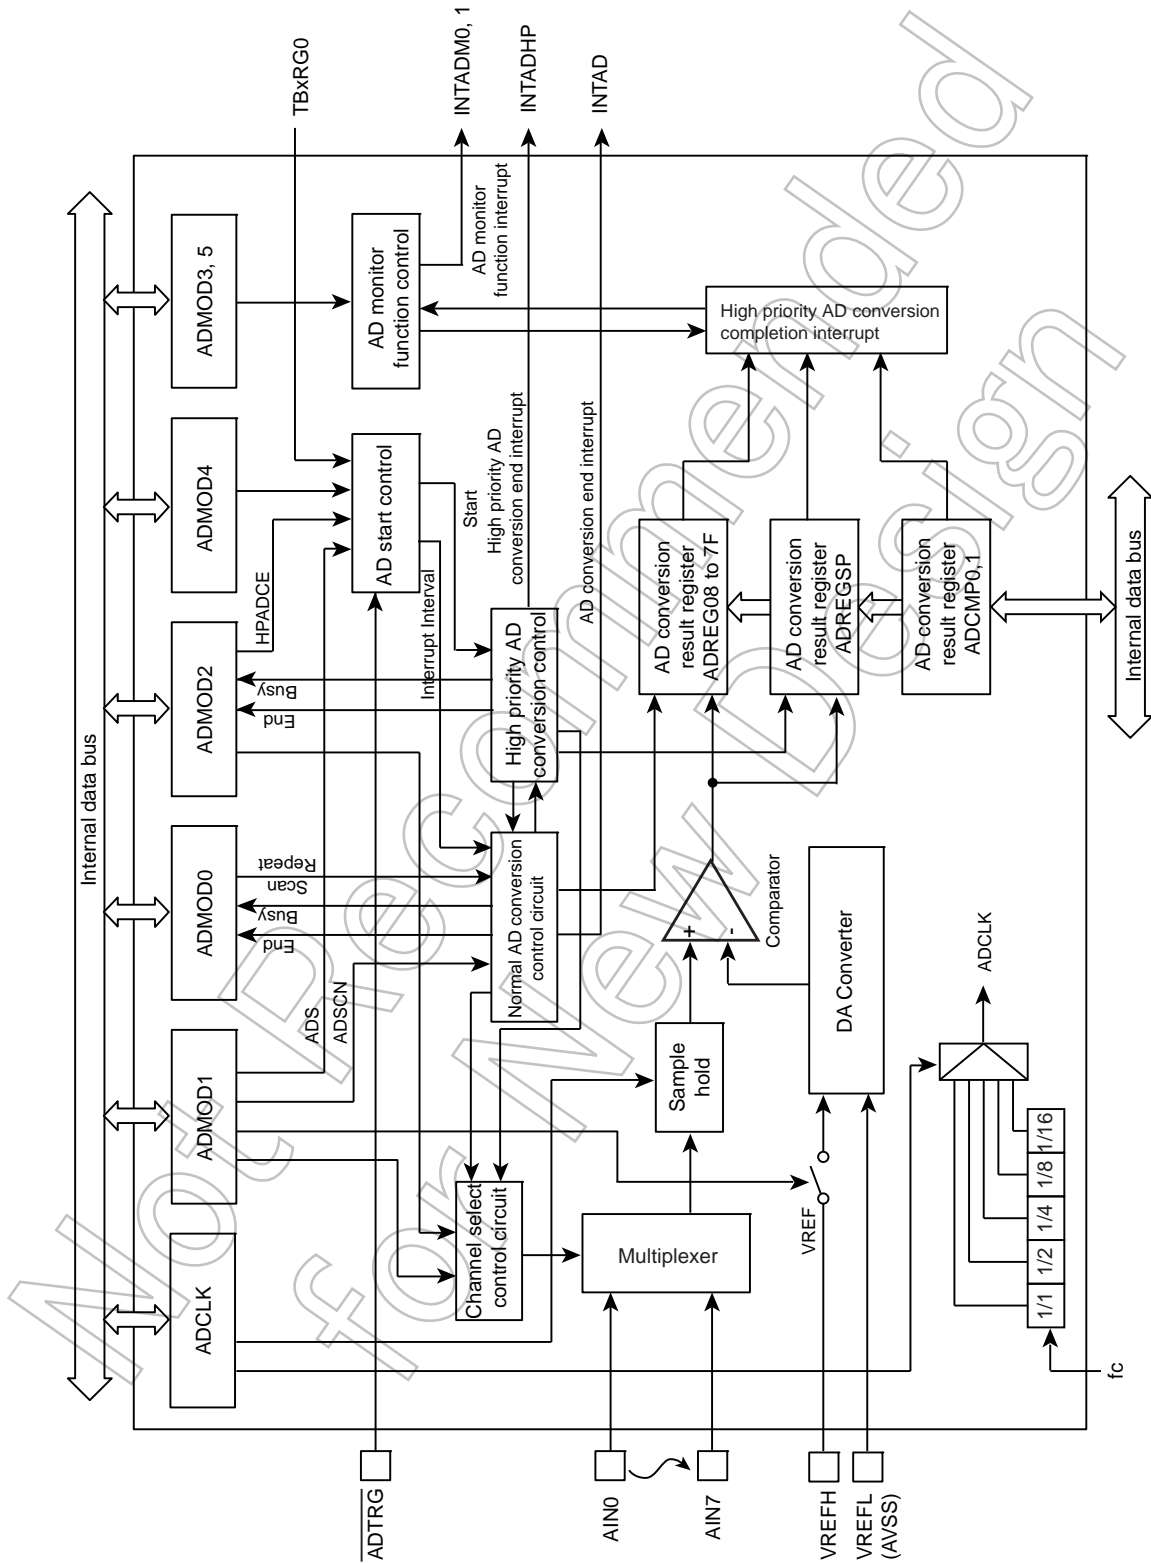 Internal data bus
ADCLK
ADMOD1
ADMOD0
ADMOD2
ADMOD4
ADMOD3, 5
ADS
ADSCN
End
Busy
Scan
Repeat
End
Busy
HPADCE
TBxRG0
ADTRG
AD start control
AD monitor
function control
INTADM0, 1
AD monitor
function interrupt
Interrupt Interval
Start
High priority AD
conversion end interrupt
INTADHP
Channel select
control circuit
Normal AD conversion
control circuit
High priority AD
conversion control
AD conversion end interrupt
INTAD
AIN0
AIN7
Multiplexer
Sample
hold
+
-
Comparator
AD conversion
result register
ADREG08 to 7F
AD conversion
result register
ADREGSP
AD conversion
result register
ADCMP0,1
High priority AD conversion
completion interrupt
VREFH
VREFL
(AVSS)
VREF
DA Converter
ADCLK
1/1
1/2
1/4
1/8
1/16
fc
Internal data bus
Not Recommended
for New Design